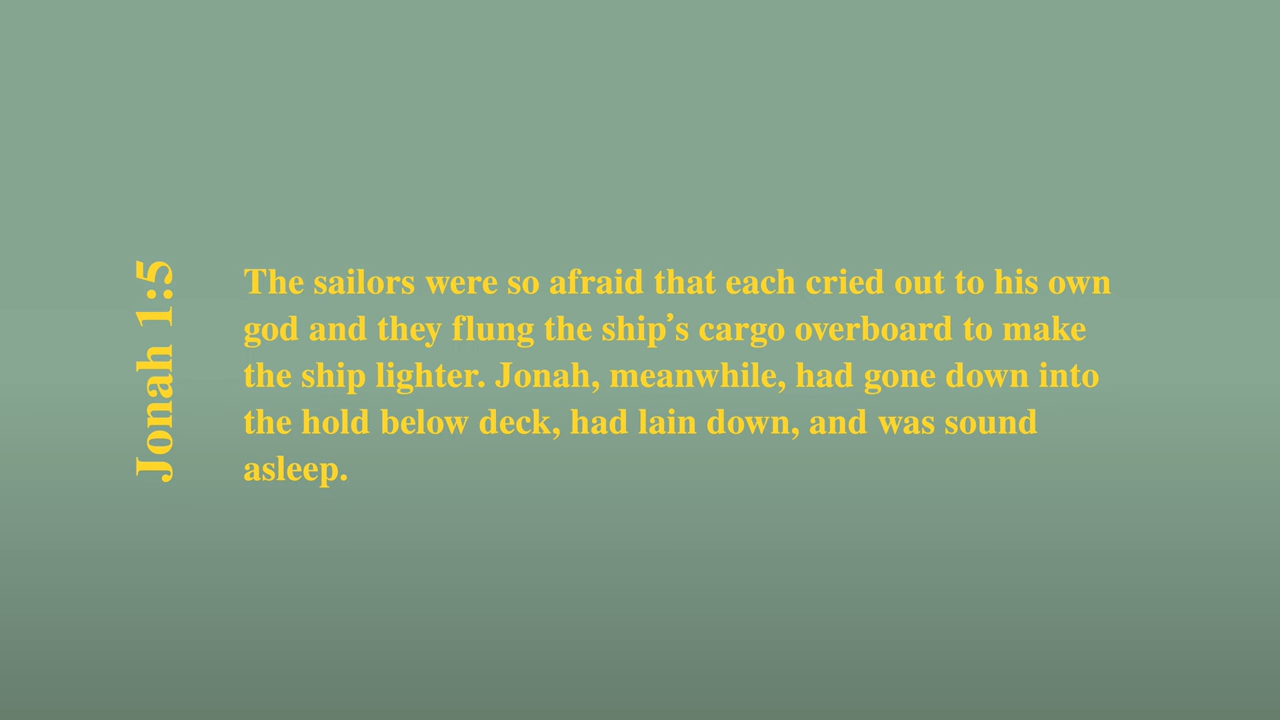 Jonah 1:5
The sailors were so afraid that each cried out to his own
god and they flung the ship’s cargo overboard to make
the ship lighter. Jonah, meanwhile, had gone down into
the hold below deck, had lain down, and was sound
asleep.